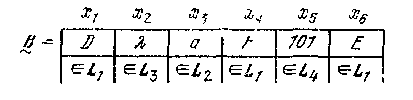 x₁ x₂ x₃ x₄ x₅ x₆
B = D λ a F 101 E
∈L₁ ∈L₃ ∈L₂ ∈L₁ ∈L₄ ∈L₁